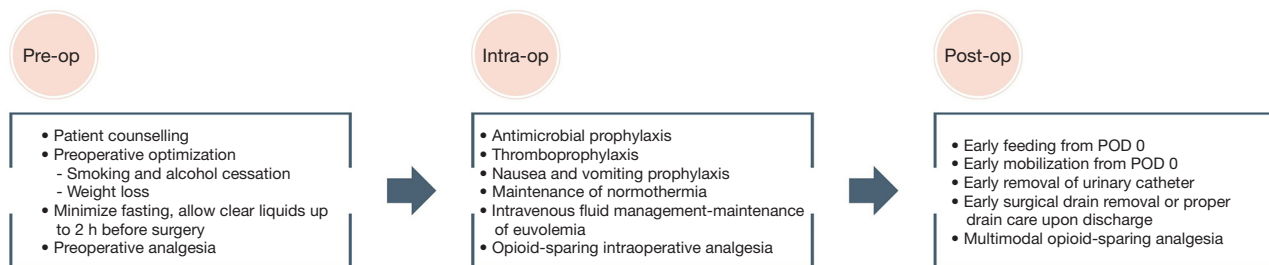 Pre-op
• Patient counselling
• Preoperative optimization
- Smoking and alcohol cessation
- Weight loss
• Minimize fasting, allow clear liquids up
to 2 h before surgery
• Preoperative analgesia
Intra-op
• Antimicrobial prophylaxis
• Thromboprophylaxis
• Nausea and vomiting prophylaxis
• Maintenance of normothermia
• Intravenous fluid management-maintenance
of euvolemia
• Opioid-sparing intraoperative analgesia
Post-op
• Early feeding from POD 0
• Early mobilization from POD 0
• Early removal of urinary catheter
• Early surgical drain removal or proper
drain care upon discharge
• Multimodal opioid-sparing analgesia